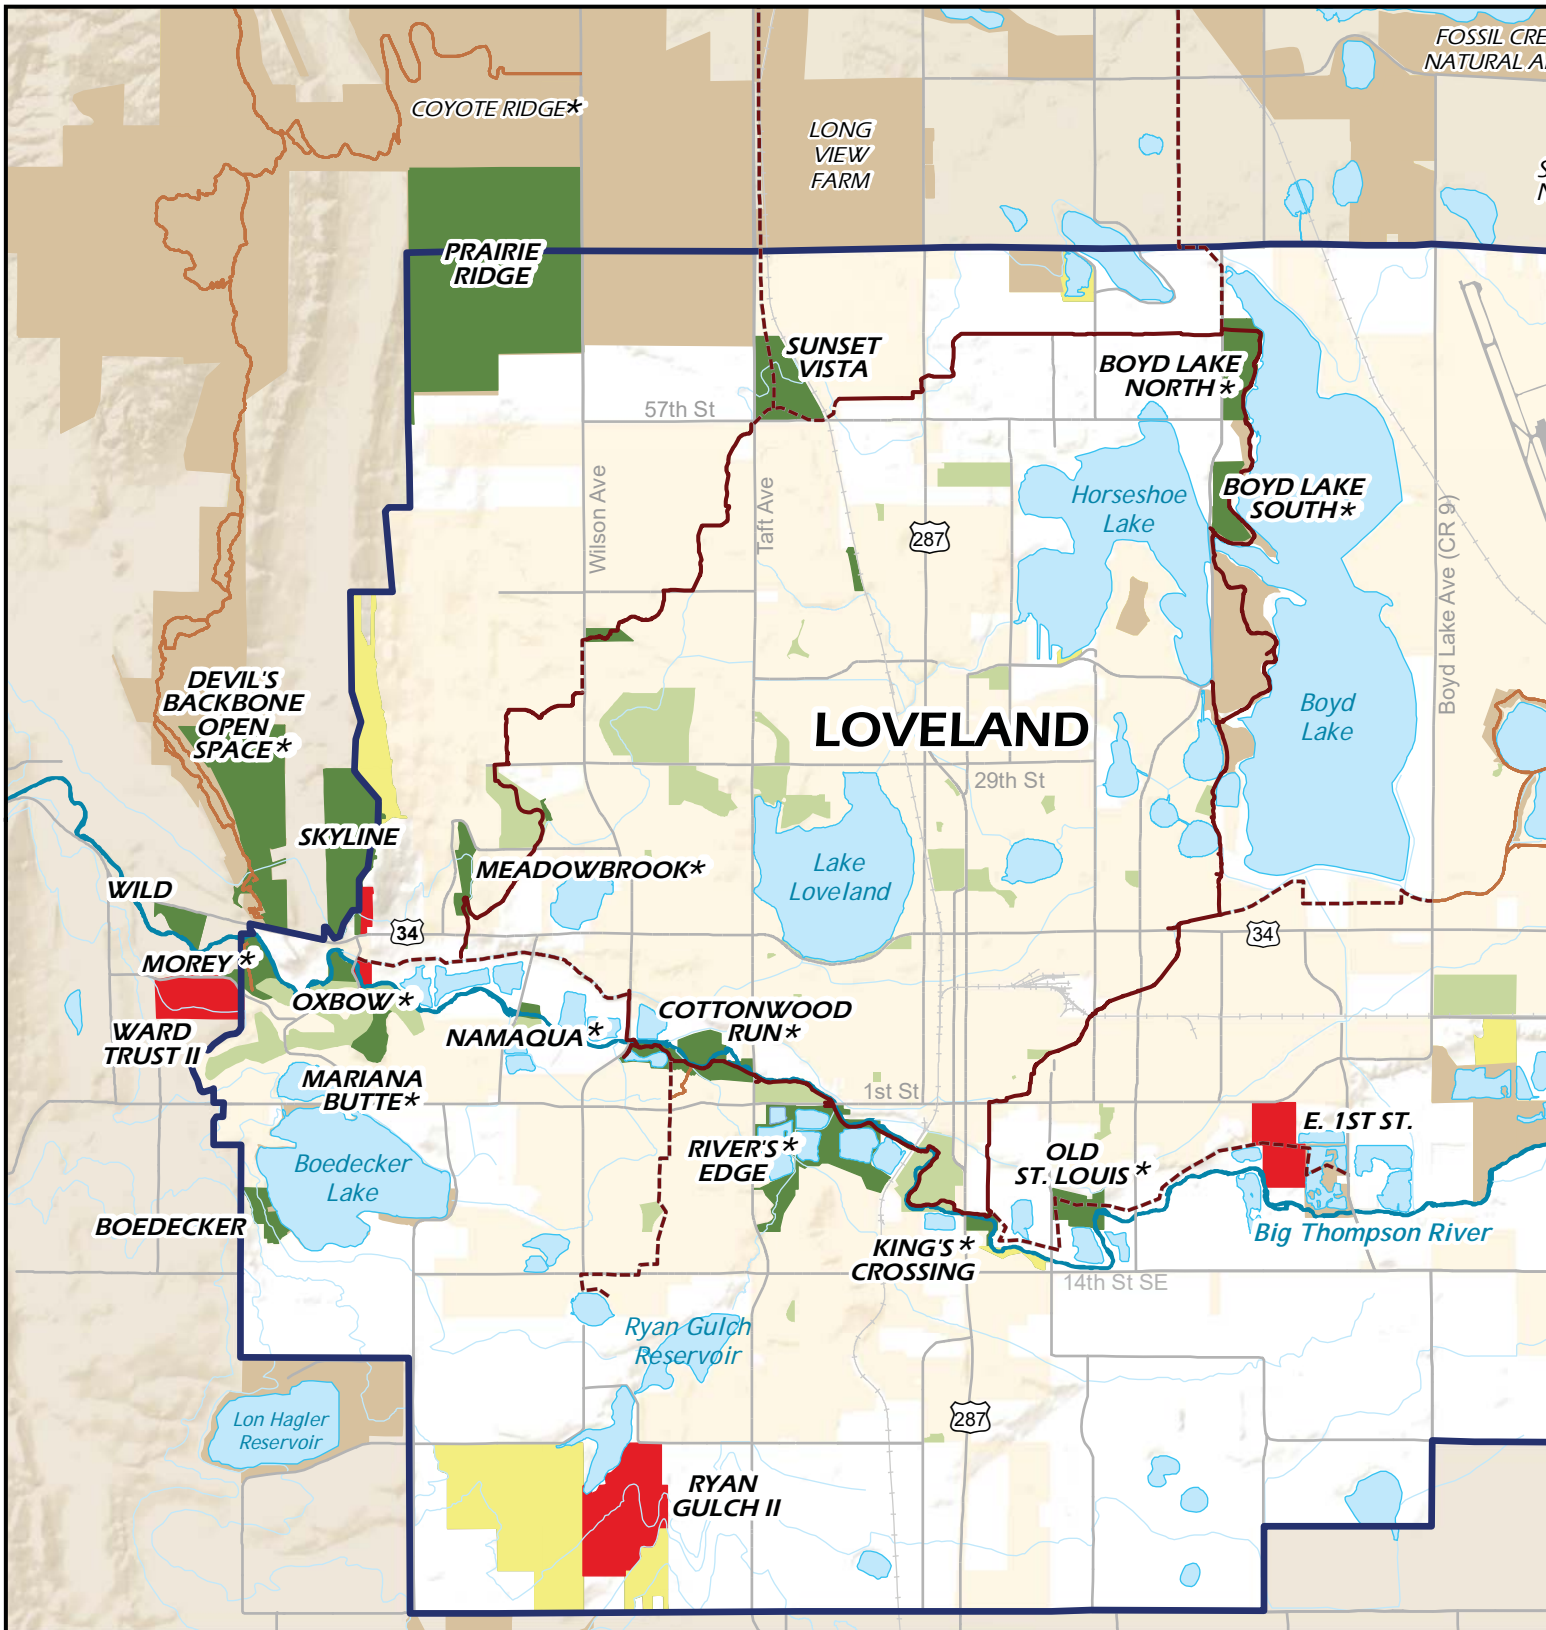 FOSSIL CRE
NATURAL A
COYOTE RIDGE*
LONG
VIEW
FARM
S
N
PRAIRIE
RIDGE
SUNSET
VISTA
BOYD LAKE
NORTH*
57th St
Wilson Ave
Taft Ave
287
Horseshoe
Lake
BOYD LAKE
SOUTH*
Boyd Lake Ave (CR 9)
DEVIL'S
BACKBONE
OPEN
SPACE*
LOVELAND
Boyd
Lake
29th St
SKYLINE
MEADOWBROOK*
Lake
Loveland
WILD
34
34
MOREY*
OXBOW*
COTTONWOOD
RUN*
NAMAQUA*
WARD
TRUST II
MARIANA
BUTTE*
1st St
E. 1ST ST.
RIVER'S*
EDGE
OLD
ST. LOUIS*
Boedecker
Lake
BOEDECKER
KING'S*
CROSSING
Big Thompson River
14th St SE
Ryan Gulch
Reservoir
Lon Hagler
Reservoir
287
RYAN
GULCH II